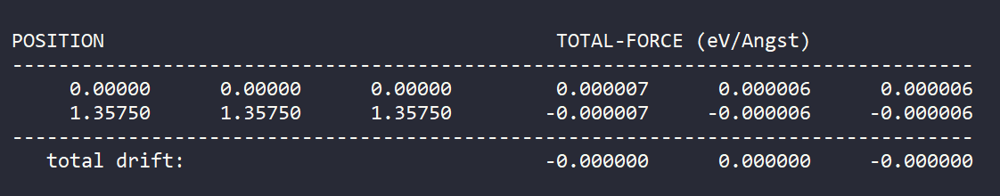 POSITION                                       TOTAL-FORCE (eV/Angst)
-----------------------------------------------------------------------------------
     0.00000      0.00000      0.00000         0.000007      0.000006      0.000006
     1.35750      1.35750      1.35750        -0.000007     -0.000006     -0.000006
-----------------------------------------------------------------------------------
   total drift:                               -0.000000      0.000000     -0.000000